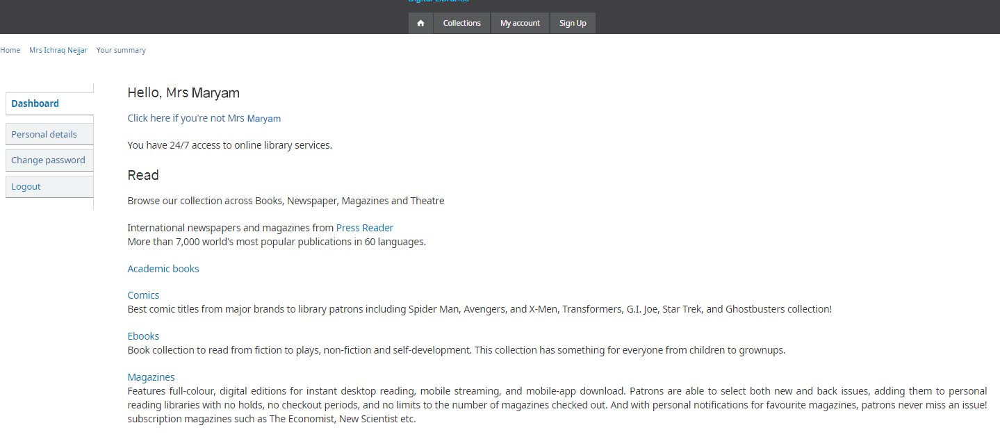 Digital Libraries
Collections My account Sign Up
Home Mrs Ichraq Nejjar Your summary
Dashboard
Personal details
Change password
Logout
Hello, Mrs Maryam
Click here if you're not Mrs Maryam
You have 24/7 access to online library services.
Read
Browse our collection across Books, Newspaper, Magazines and Theatre
International newspapers and magazines from Press Reader
More than 7,000 world's most popular publications in 60 languages.
Academic books
Comics
Best comic titles from major brands to library patrons including Spider Man, Avengers, and X-Men, Transformers, G.I. Joe, Star Trek, and Ghostbusters collection!
Ebooks
Book collection to read from fiction to plays, non-fiction and self-development. This collection has something for everyone from children to grownups.
Magazines
Features full-colour, digital editions for instant desktop reading, mobile streaming, and mobile-app download. Patrons are able to select both new and back issues, adding them to personal
reading libraries with no holds, no checkout periods, and no limits to the number of magazines checked out. And with personal notifications for favourite magazines, patrons never miss an issue!
subscription magazines such as The Economist, New Scientist etc.